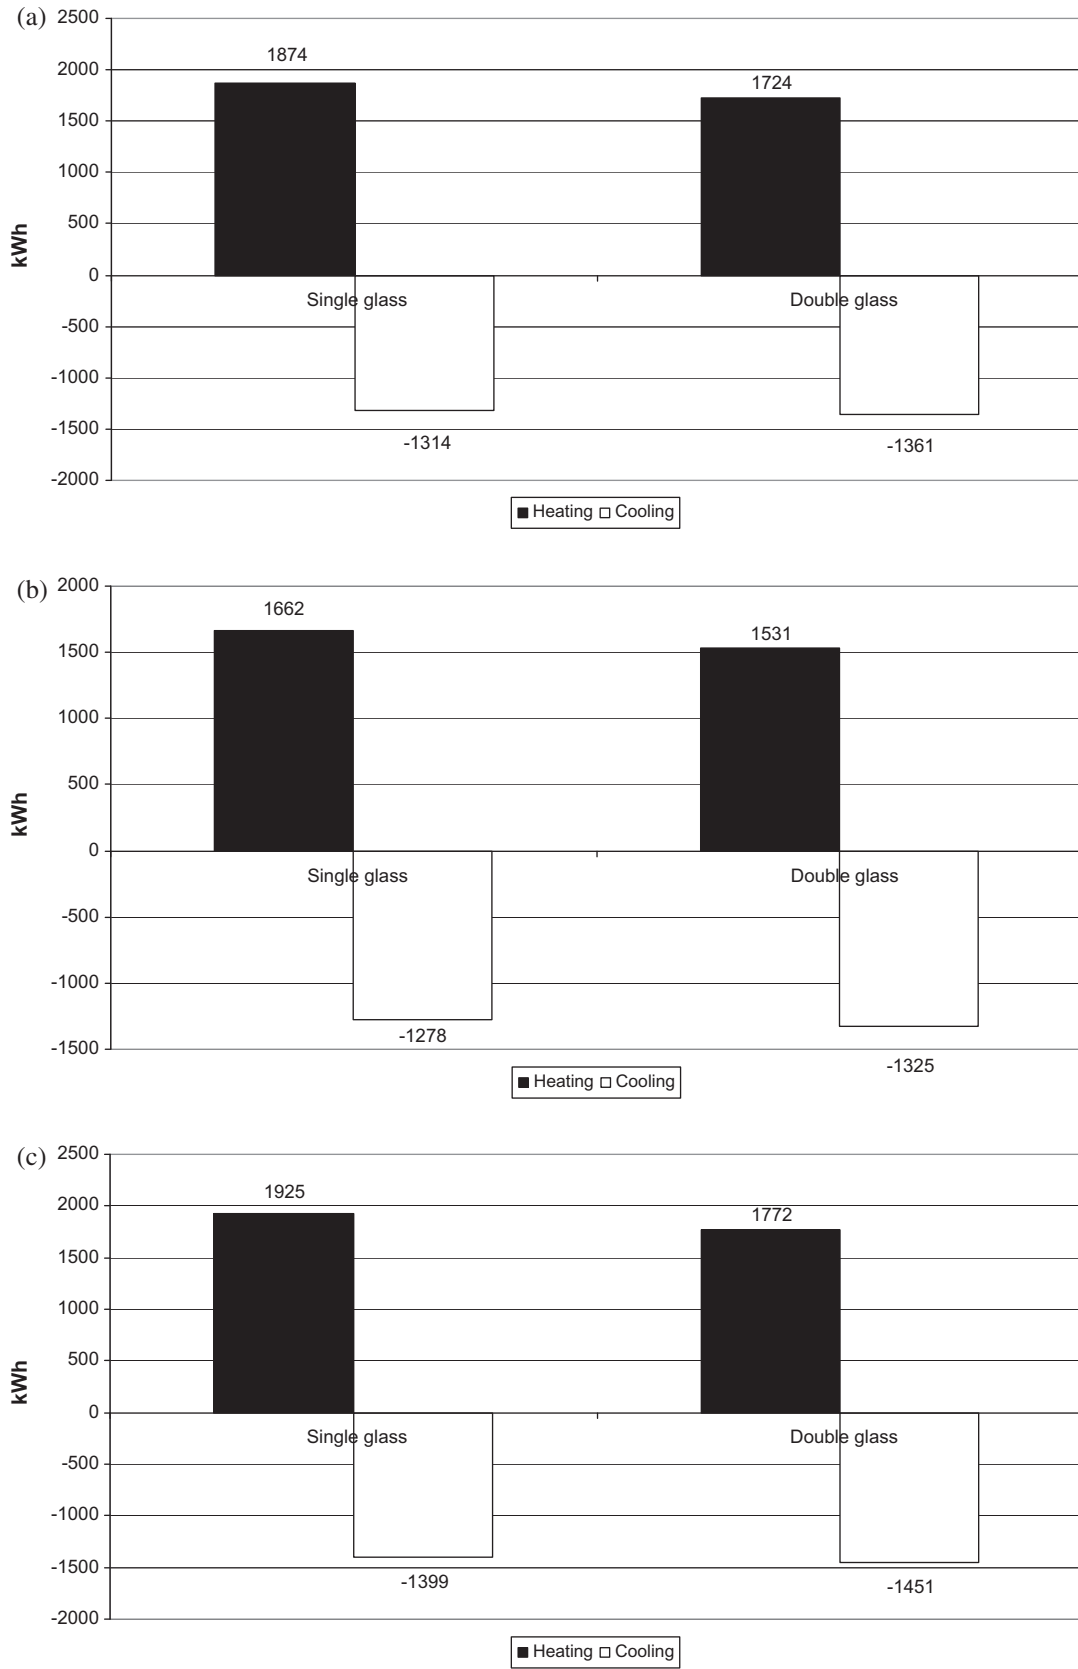 (a)
2500
2000
1500
1000
500
0
-500
-1000
-1500
-2000
kWh
1874
1724
Single glass
Double glass
-1314
-1361
Heating Cooling
(b)
2000
1500
1000
500
0
-500
-1000
-1500
kWh
1662
1531
Single glass
Double glass
-1278
-1325
Heating Cooling
(c)
2500
2000
1500
1000
500
0
-500
-1000
-1500
-2000
kWh
1925
1772
Single glass
Double glass
-1399
-1451
Heating Cooling